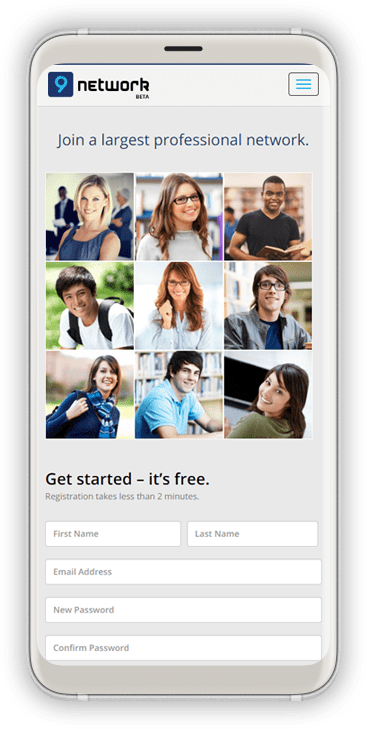 9 network
BETA
Join a largest professional network.
Get started – it's free.
Registration takes less than 2 minutes.
First Name
Last Name
Email Address
New Password
Confirm Password